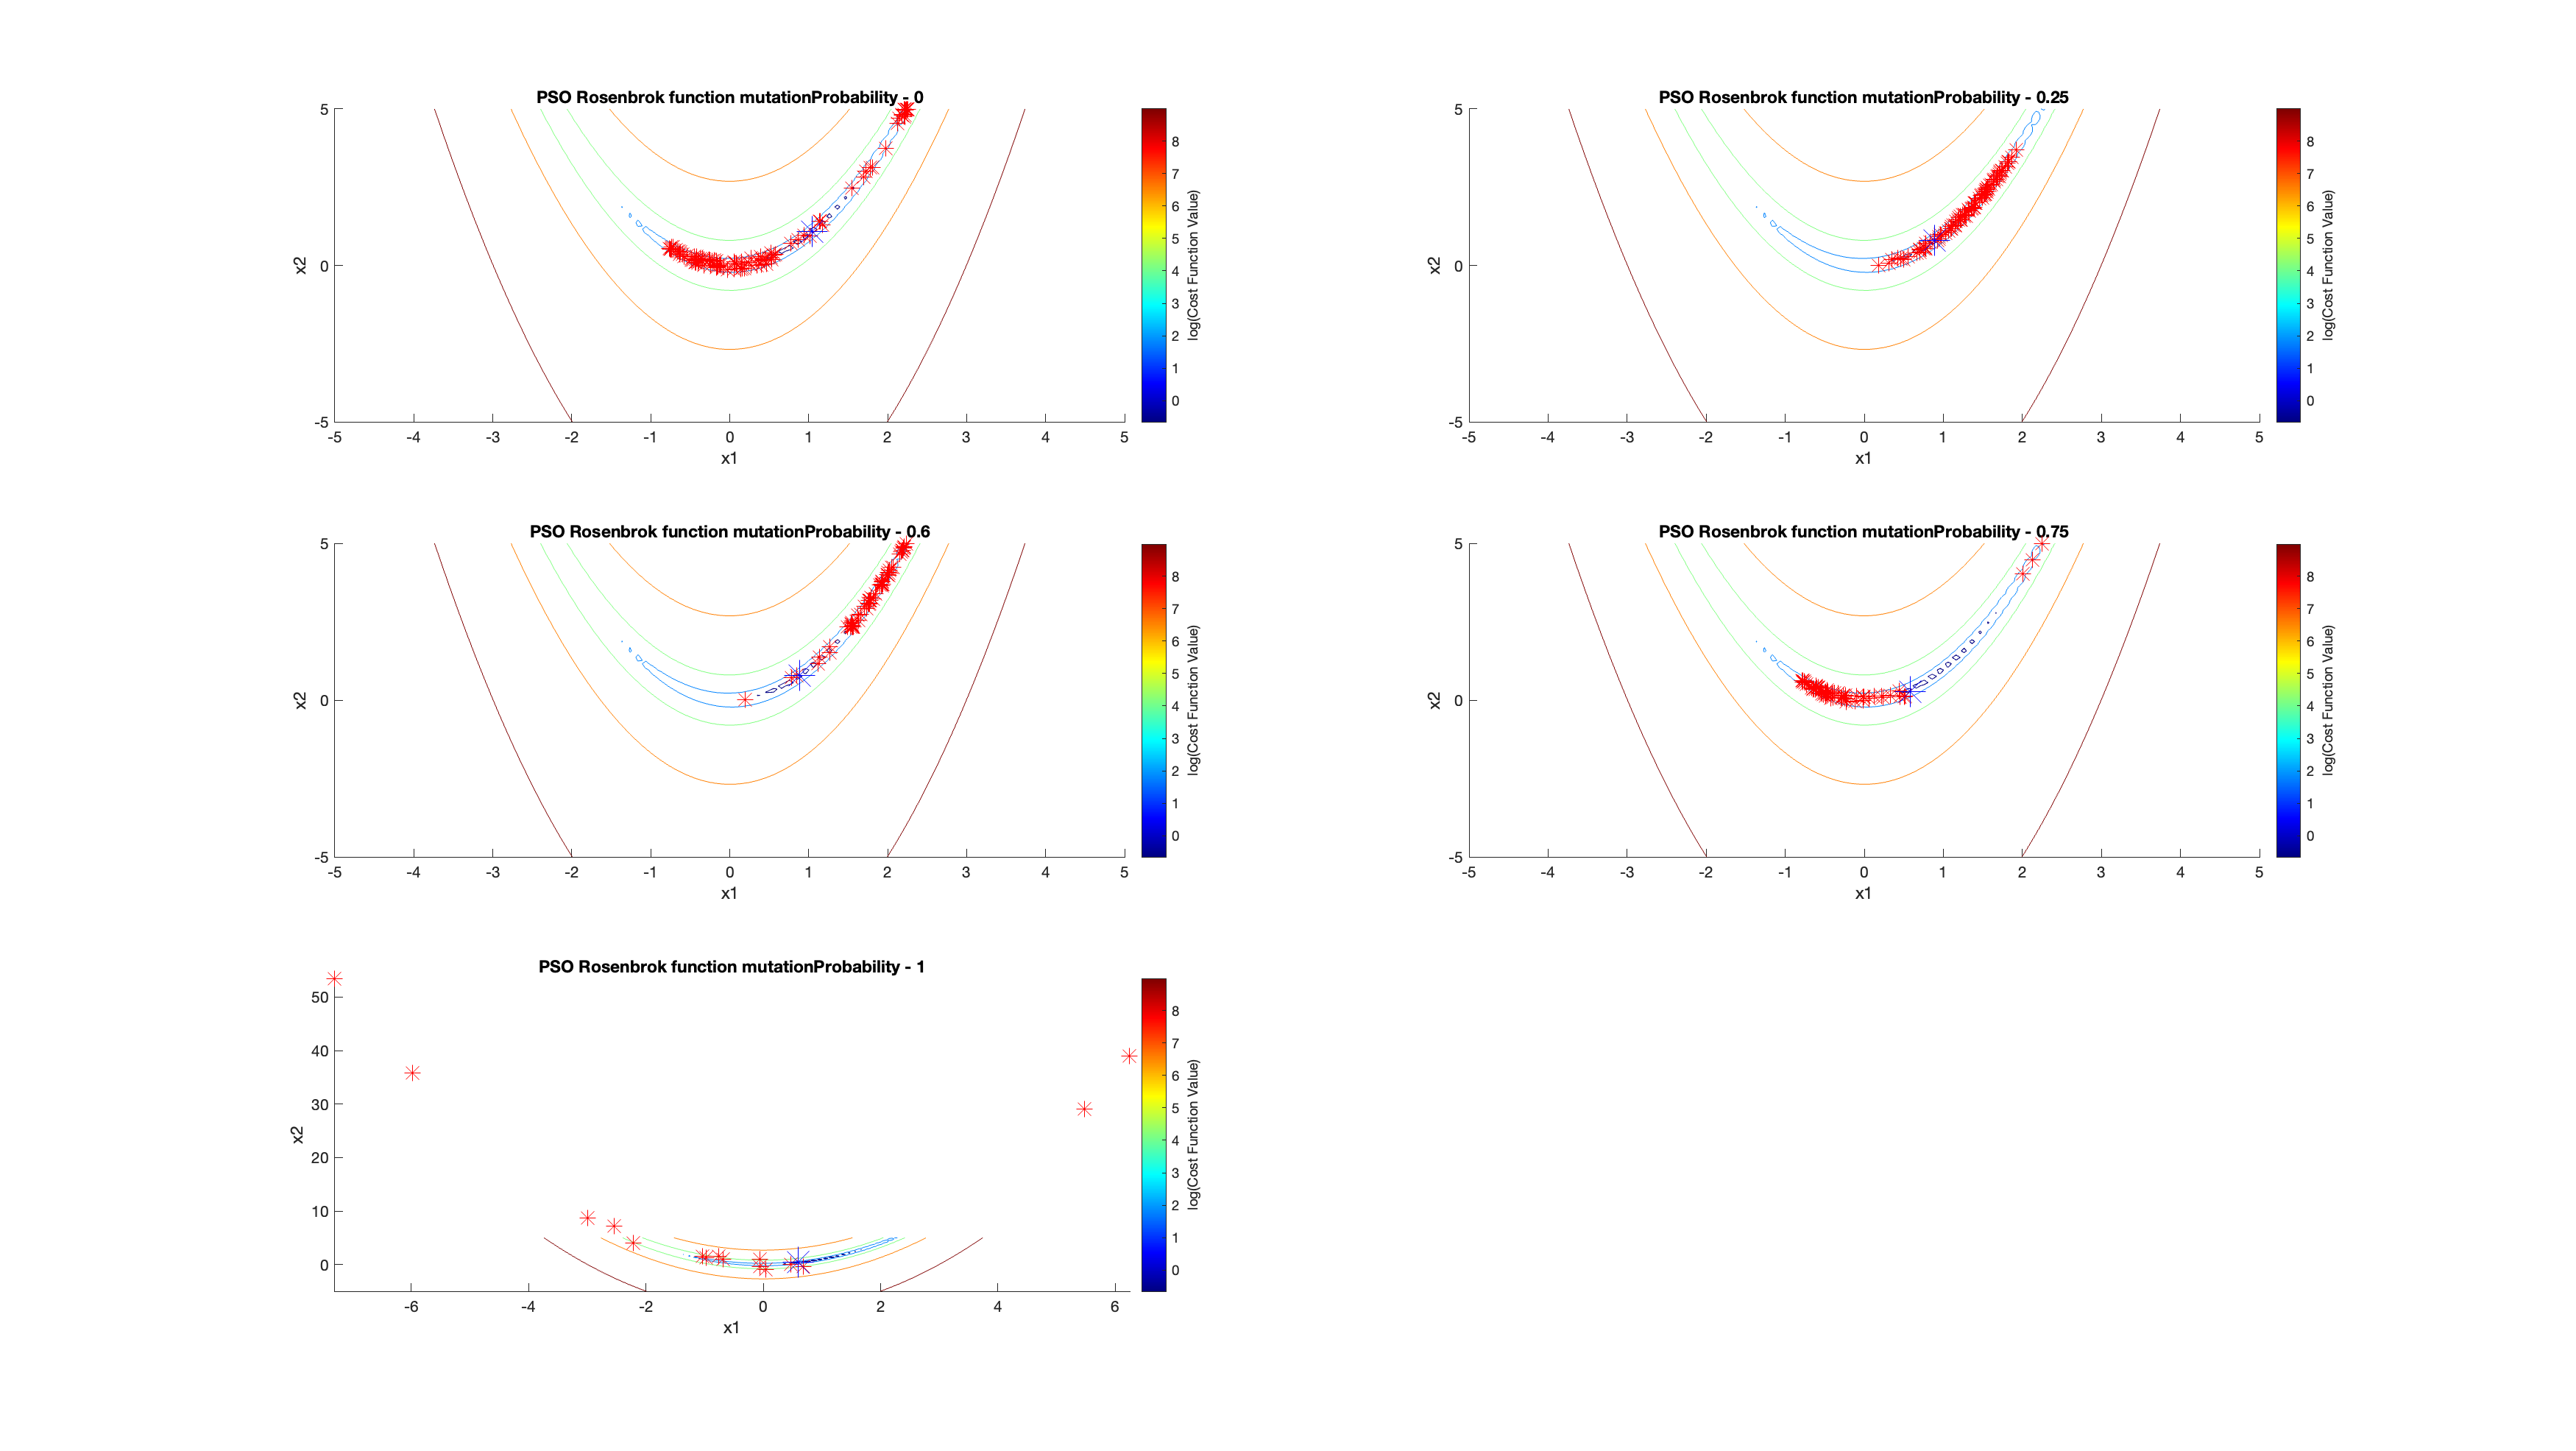 PSO Rosenbrok function mutationProbability - 0
5
0
-5
x2
-5 -4 -3 -2 -1 0 1 2 3 4 5
x1
8
7
6
5
4
3
2
1
0
log(Cost Function Value)
PSO Rosenbrok function mutationProbability - 0.25
5
0
-5
x2
-5 -4 -3 -2 -1 0 1 2 3 4 5
x1
8
7
6
5
4
3
2
1
0
log(Cost Function Value)
PSO Rosenbrok function mutationProbability - 0.6
5
0
-5
x2
-5 -4 -3 -2 -1 0 1 2 3 4 5
x1
8
7
6
5
4
3
2
1
0
log(Cost Function Value)
PSO Rosenbrok function mutationProbability - 0.75
5
0
-5
x2
-5 -4 -3 -2 -1 0 1 2 3 4 5
x1
8
7
6
5
4
3
2
1
0
log(Cost Function Value)
PSO Rosenbrok function mutationProbability - 1
50
40
30
20
10
0
x2
-6 -4 -2 0 2 4 6
x1
8
7
6
5
4
3
2
1
0
log(Cost Function Value)